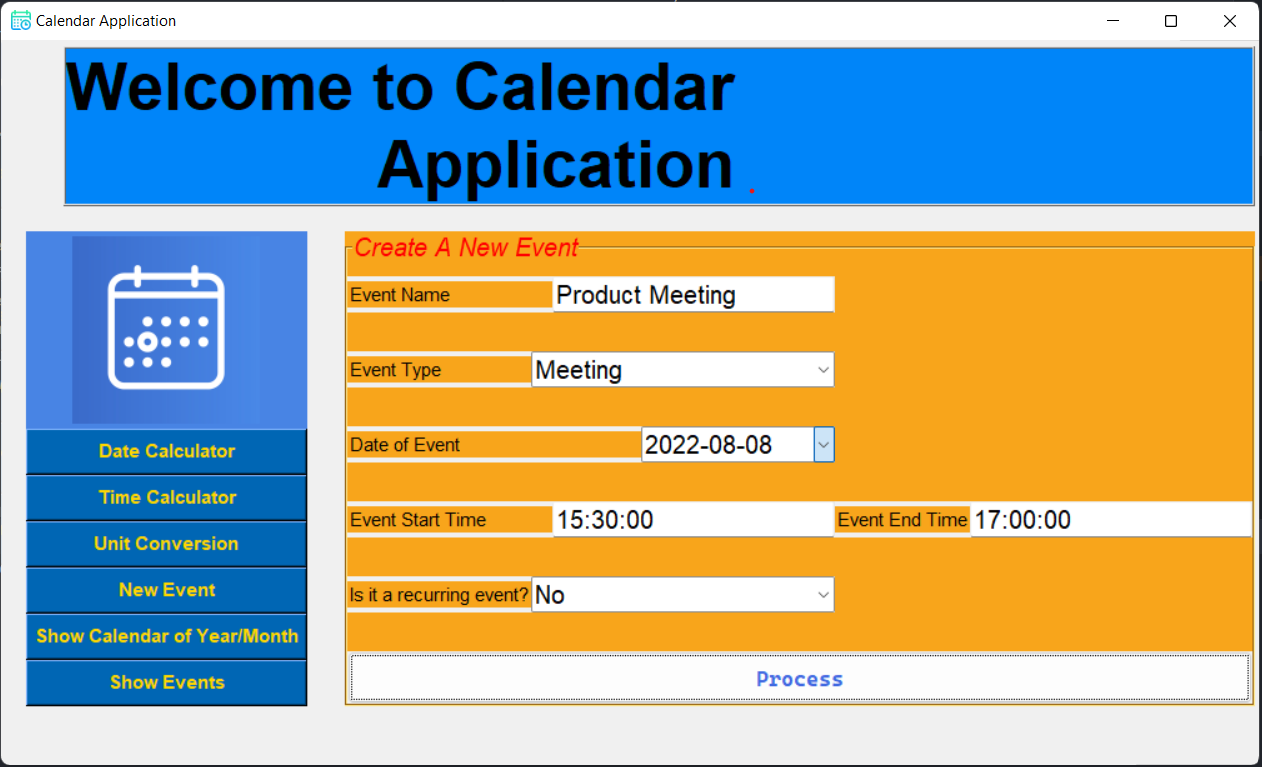 Calendar Application
Welcome to Calendar
Application
Create A New Event
Event Name Product Meeting
Event Type Meeting
Date of Event 2022-08-08
Event Start Time 15:30:00 Event End Time 17:00:00
Is it a recurring event? No
Process
Date Calculator
Time Calculator
Unit Conversion
New Event
Show Calendar of Year/Month
Show Events